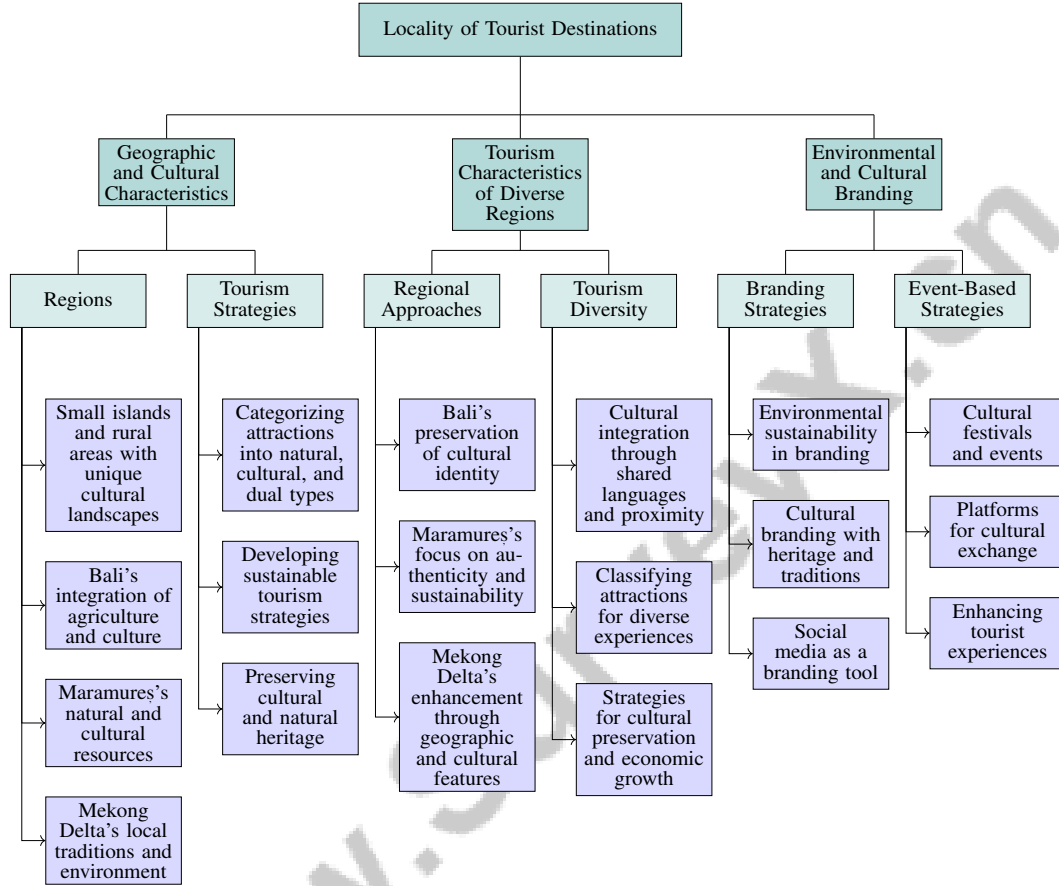 Locality of Tourist Destinations
Geographic
and Cultural
Characteristics
Tourism
Characteristics
of Diverse
Regions
Environmental
and Cultural
Branding
Regions
Tourism
Strategies
Regional
Approaches
Tourism
Diversity
Branding
Strategies
Event-Based
Strategies
Small islands
and rural
areas with
unique
cultural
landscapes
Bali's
integration of
agriculture
and culture
Maramureș's
natural and
cultural
resources
Mekong
Delta's local
traditions and
environment
Categorizing
attractions
into natural,
cultural, and
dual types
Developing
sustainable
tourism
strategies
Preserving
cultural
and natural
heritage
Bali's
preservation
of cultural
identity
Maramureș's
focus on au-
thenticity and
sustainability
Mekong
Delta's
enhancement
through
geographic
and cultural
features
Cultural
integration
through
shared
languages
and proximity
Classifying
attractions
for diverse
experiences
Strategies
for cultural
preservation
and economic
growth
Environmental
sustainability
in branding
Cultural
branding with
heritage and
traditions
Social
media as a
branding tool
Cultural
festivals
and events
Platforms
for cultural
exchange
Enhancing
tourist
experiences